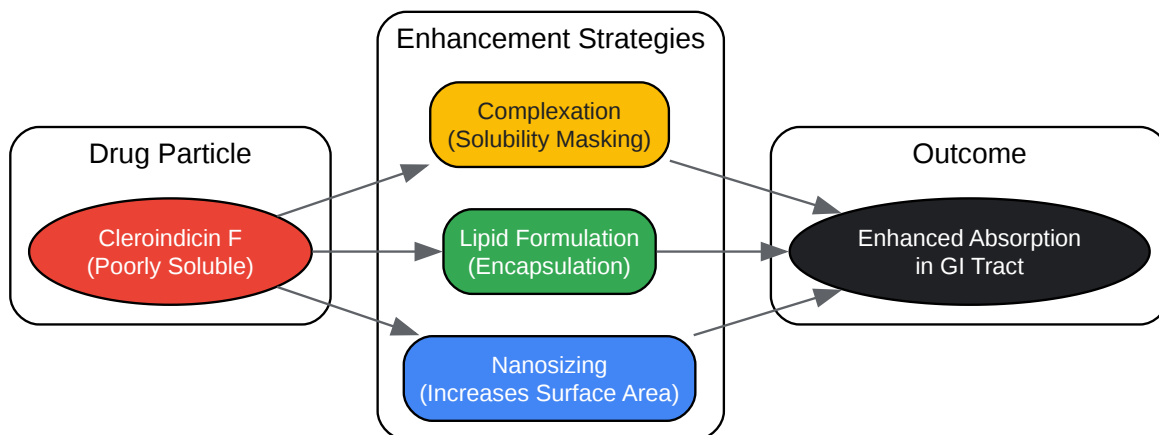 Enhancement Strategies
Complexation
(Solubility Masking)
Drug Particle
Outcome
Cleroindicin F
(Poorly Soluble)
Lipid Formulation
(Encapsulation)
Enhanced Absorption
in GI Tract
Nanosizing
(Increases Surface Area)